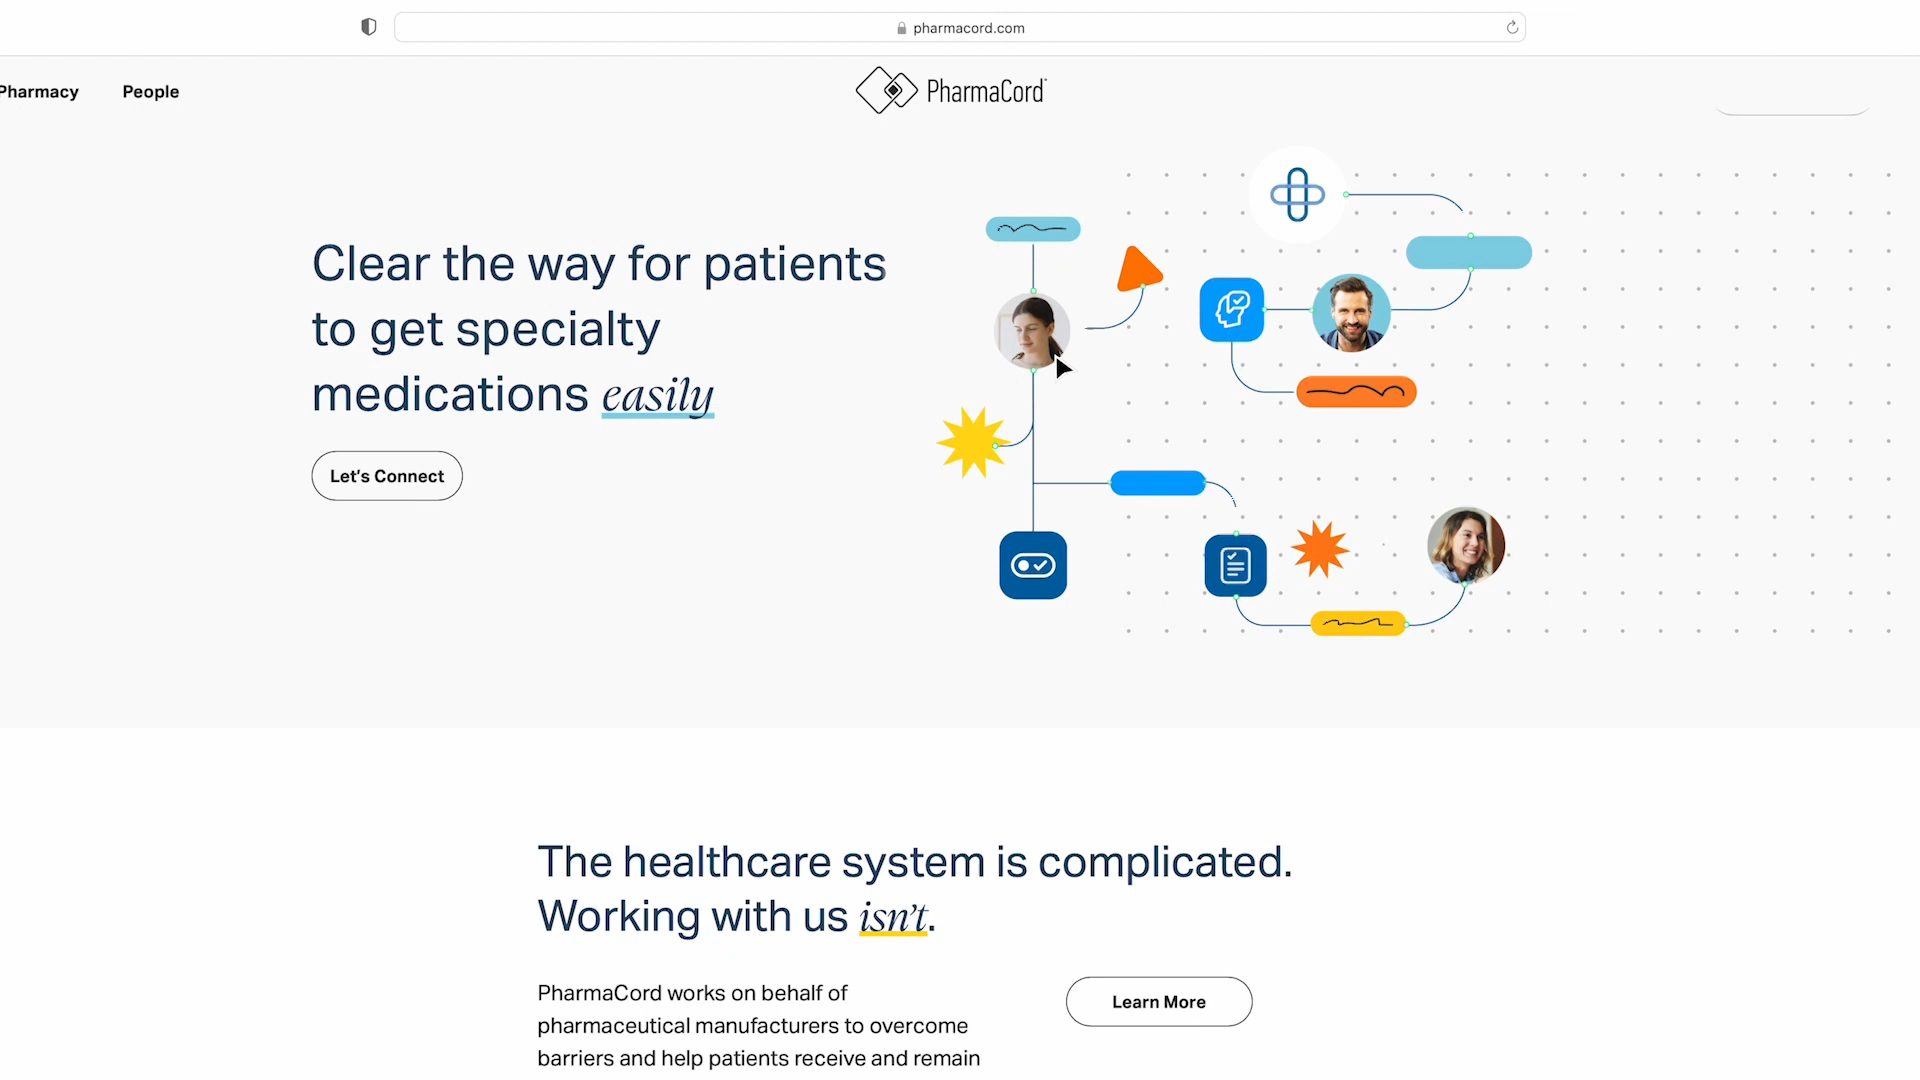 pharmacord.com
Pharmacy People
PharmaCord
Clear the way for patients
to get specialty
medications easily
Let's Connect
The healthcare system is complicated.
Working with us isn't.
PharmaCord works on behalf of
pharmaceutical manufacturers to overcome
barriers and help patients receive and remain
Learn More